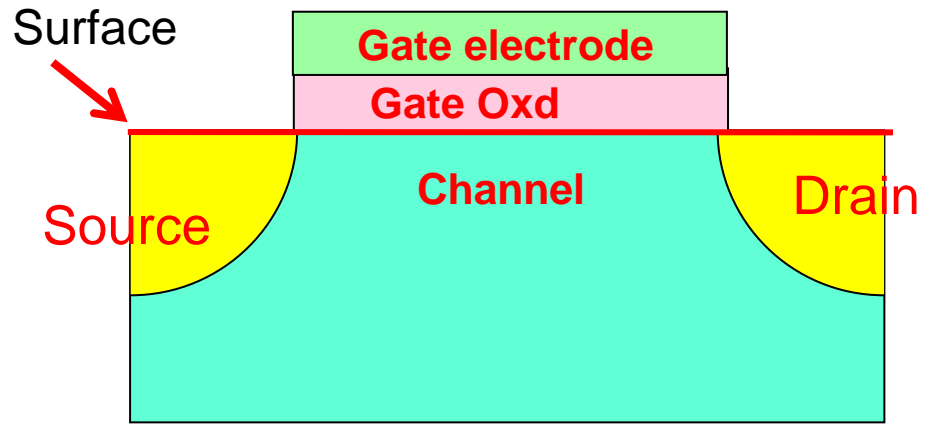 Surface
Gate electrode
Gate Oxd
Channel
Source
Drain